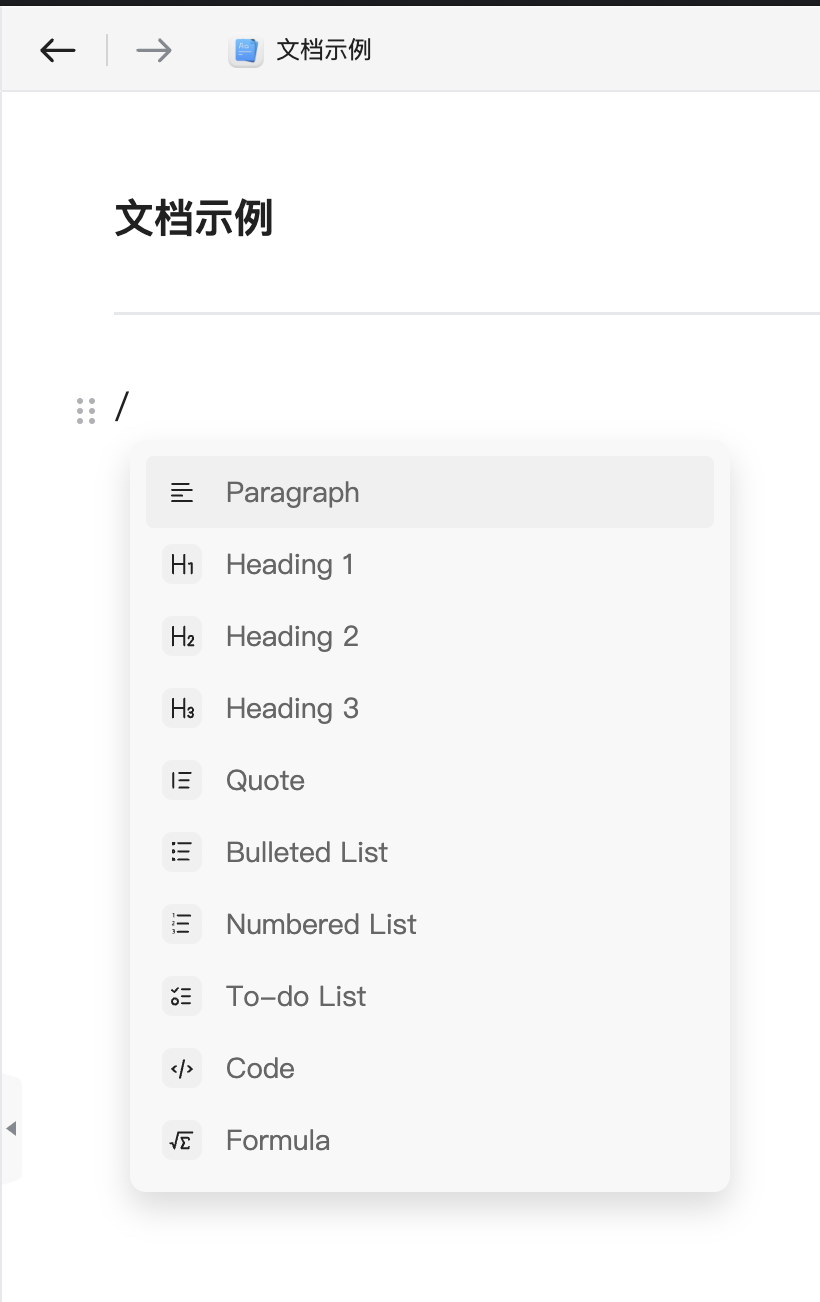 文档示例
文档示例
/
Paragraph
H1 Heading 1
H2 Heading 2
H3 Heading 3
Quote
Bulleted List
Numbered List
To-do List
</> Code
√Σ Formula